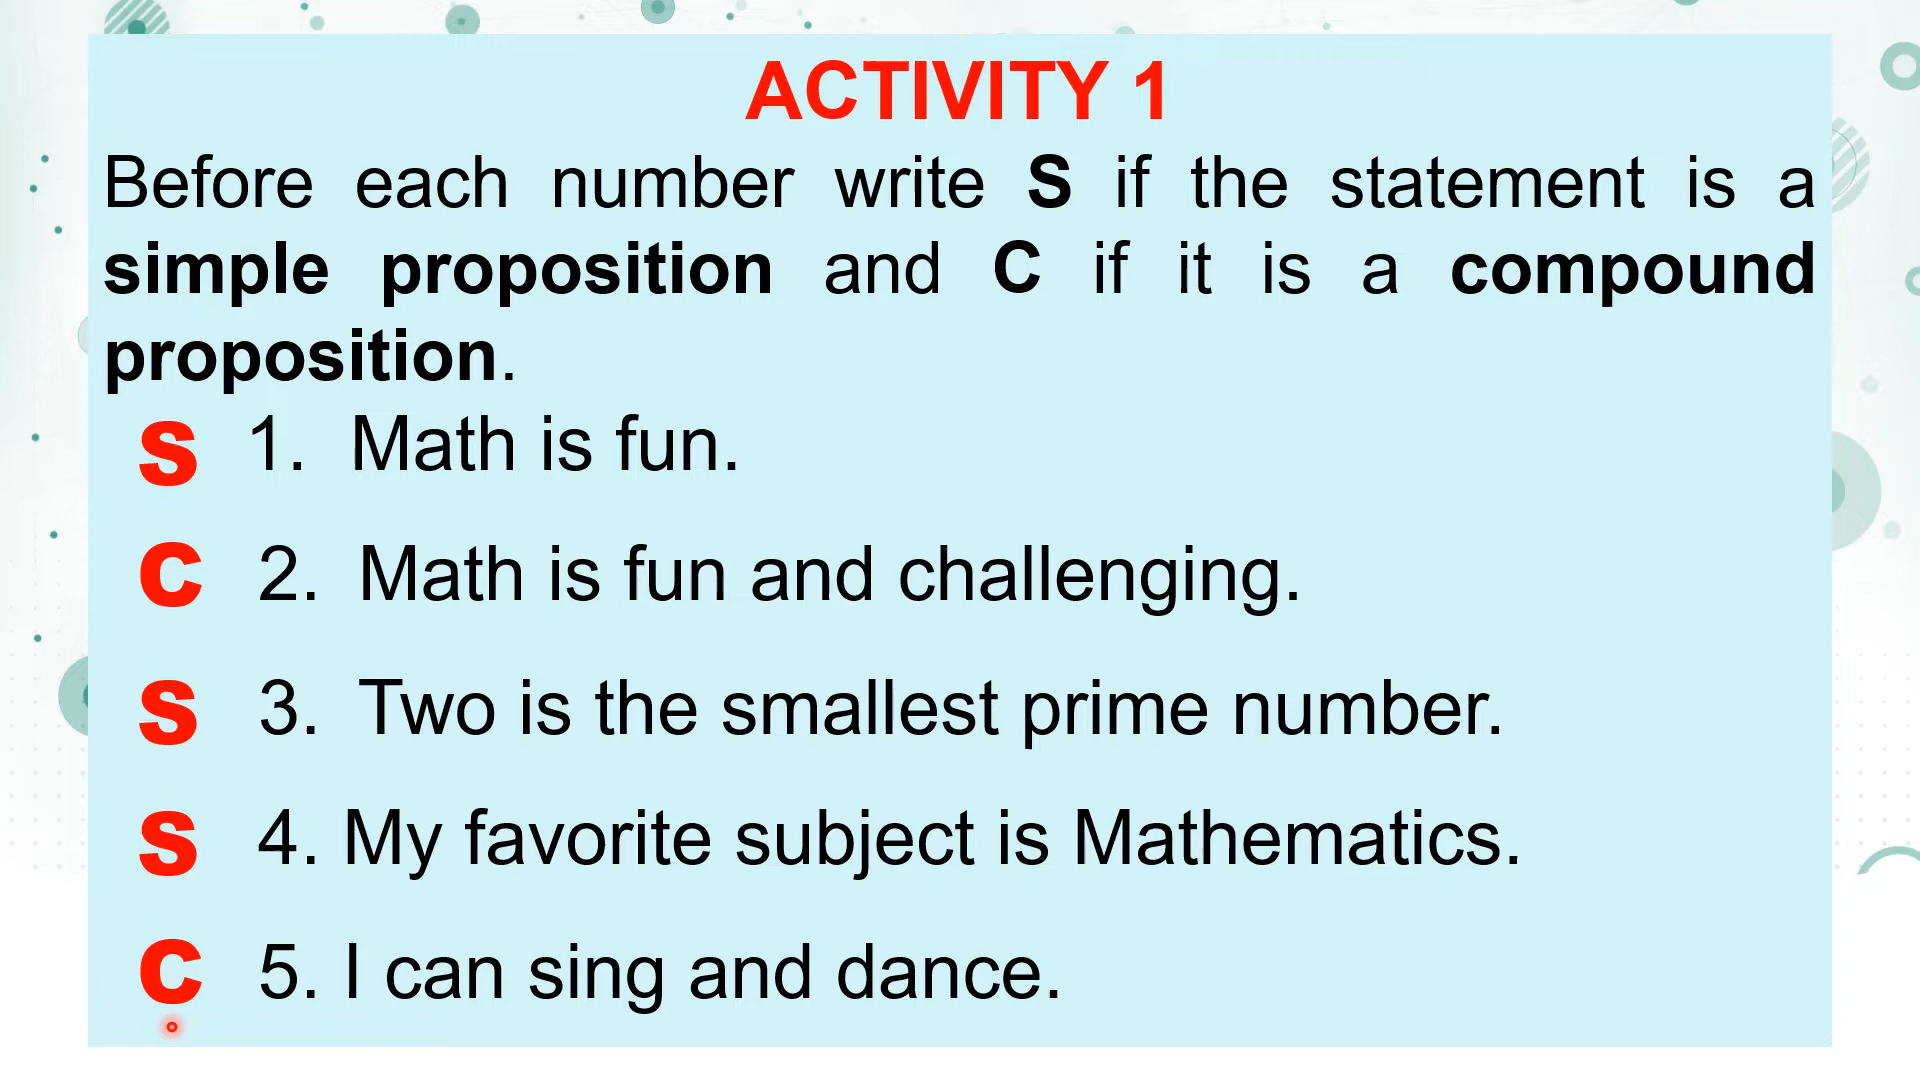 ACTIVITY 1
Before each number write S if the statement is a
simple proposition and C if it is a compound
proposition.
S 1. Math is fun.
C 2. Math is fun and challenging.
S 3. Two is the smallest prime number.
S 4. My favorite subject is Mathematics.
C 5. I can sing and dance.